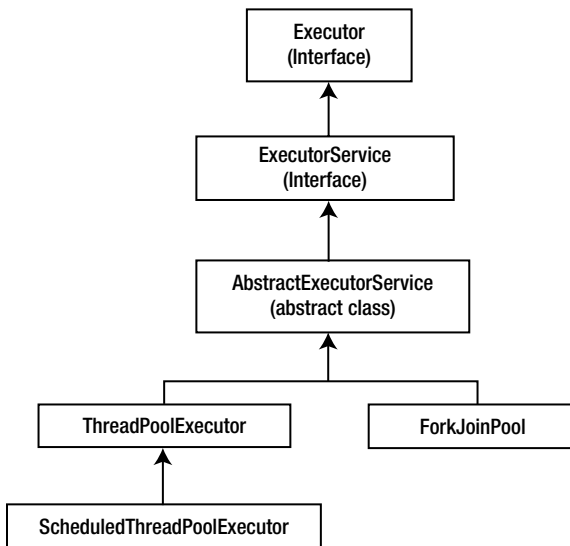 Executor
(Interface)
ExecutorService
(Interface)
AbstractExecutorService
(abstract class)
ThreadPoolExecutor
ForkJoinPool
ScheduledThreadPoolExecutor